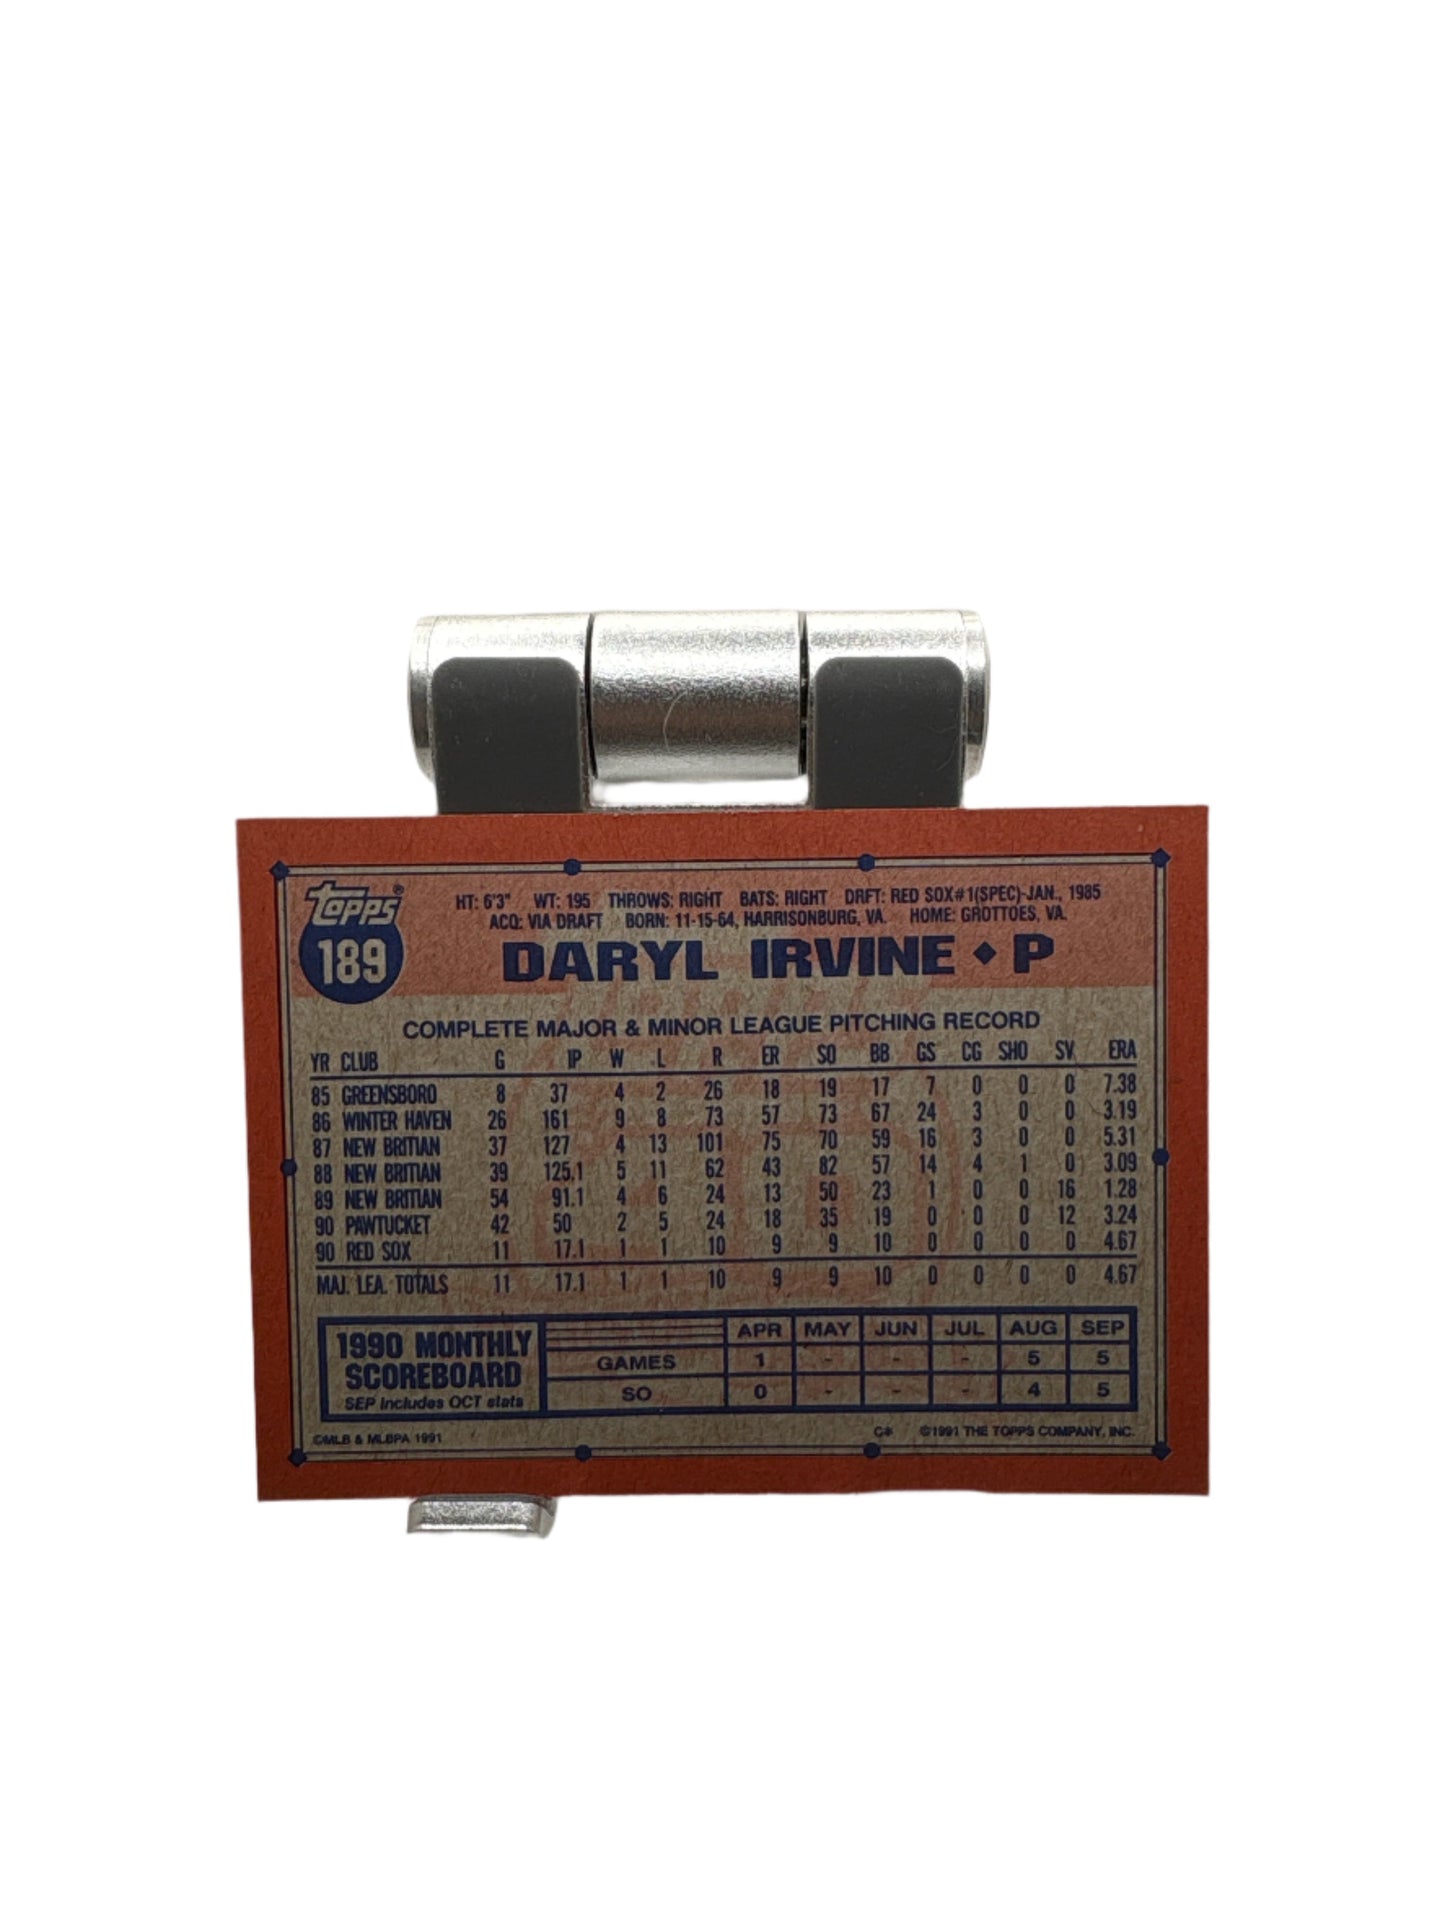 Topps®
189
HT: 6'3" WT: 195 THROWS: RIGHT BATS: RIGHT DRFT: RED SOX#1(SPEC)-JAN., 1985
ACQ: VIA DRAFT BORN: 11-15-64, HARRISONBURG, VA. HOME: GROTTOES, VA.
DARYL IRVINE ◆ P
COMPLETE MAJOR & MINOR LEAGUE PITCHING RECORD
YR CLUB G IP W L R ER SO BB GS CG SHO SV ERA
85 GREENSBORO 8 37 4 2 26 18 19 17 7 0 0 0 7.38
86 WINTER HAVEN 26 161 9 8 73 57 73 67 24 3 0 0 3.19
87 NEW BRITIAN 37 127 4 13 101 75 70 59 16 3 0 0 5.31
88 NEW BRITIAN 39 125.1 5 11 62 43 82 57 14 4 1 0 3.09
89 NEW BRITIAN 54 91.1 4 6 24 13 50 23 1 0 0 16 1.28
90 PAWTUCKET 42 50 2 5 24 18 35 19 0 0 0 12 3.24
90 RED SOX 11 17.1 1 1 10 9 9 10 0 0 0 0 4.67
MAJ. LEA. TOTALS 11 17.1 1 1 10 9 9 10 0 0 0 0 4.67
1990 MONTHLY
SCOREBOARD
SEP includes OCT stats
APR MAY JUN JUL AUG SEP
GAMES 1 - - - 5 5
SO 0 - - - 4 5
©MLB & MLBPA 1991 C* ©1991 THE TOPPS COMPANY, INC.